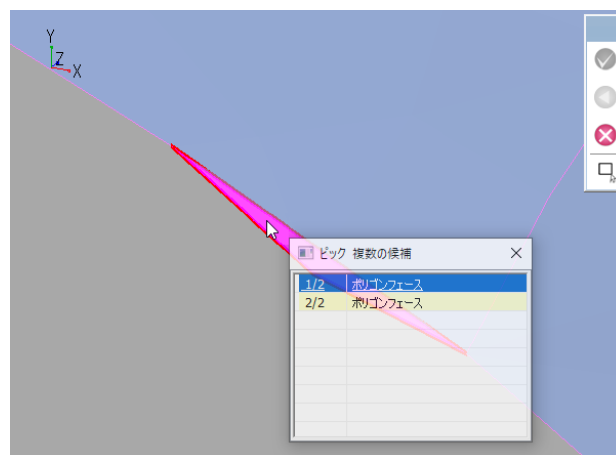 Y
Z
X
ピック 複数の候補
1/2 ポリゴンフェース
2/2 ポリゴンフェース